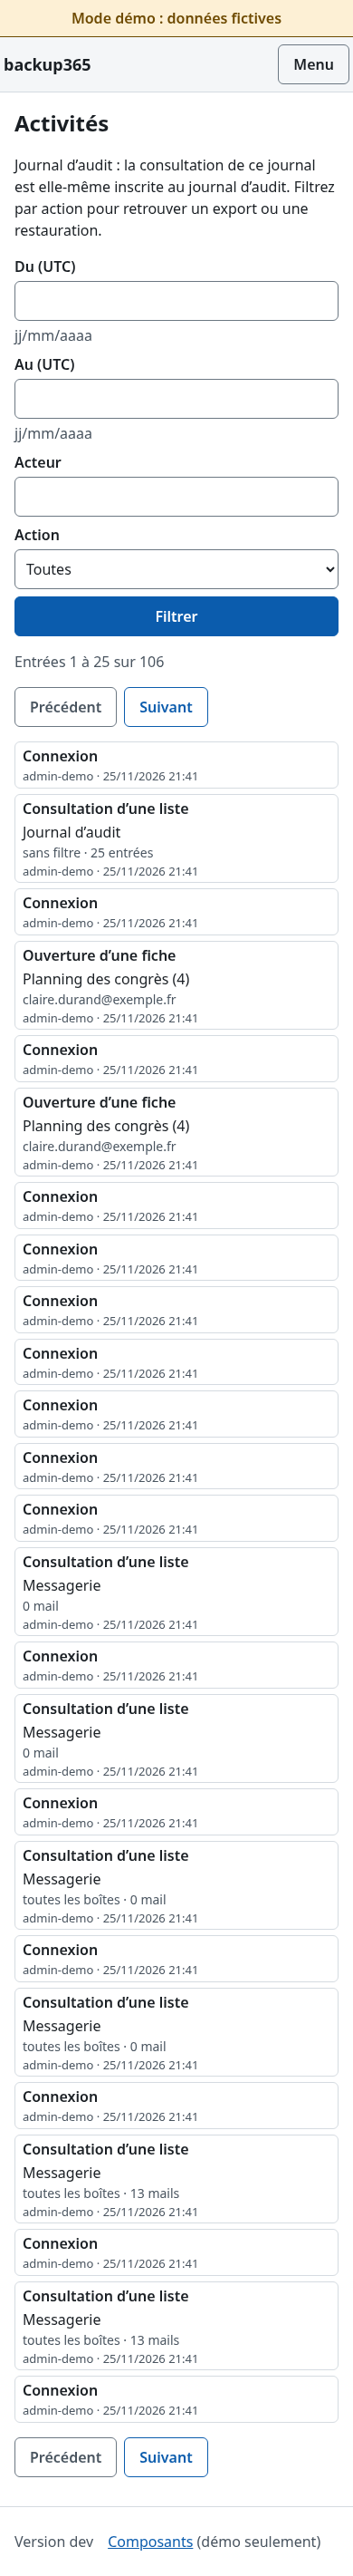 Mode démo : données fictives
backup365
Menu
Activités
Journal d’audit : la consultation de ce journal
est elle-même inscrite au journal d’audit. Filtrez
par action pour retrouver un export ou une
restauration.
Du (UTC)
jj/mm/aaaa
Au (UTC)
jj/mm/aaaa
Acteur
Action
Toutes
Filtrer
Entrées 1 à 25 sur 106
Précédent
Suivant
Connexion
admin-demo · 25/11/2026 21:41
Consultation d’une liste
Journal d’audit
sans filtre · 25 entrées
admin-demo · 25/11/2026 21:41
Connexion
admin-demo · 25/11/2026 21:41
Ouverture d’une fiche
Planning des congrès (4)
claire.durand@exemple.fr
admin-demo · 25/11/2026 21:41
Connexion
admin-demo · 25/11/2026 21:41
Ouverture d’une fiche
Planning des congrès (4)
claire.durand@exemple.fr
admin-demo · 25/11/2026 21:41
Connexion
admin-demo · 25/11/2026 21:41
Connexion
admin-demo · 25/11/2026 21:41
Connexion
admin-demo · 25/11/2026 21:41
Connexion
admin-demo · 25/11/2026 21:41
Connexion
admin-demo · 25/11/2026 21:41
Connexion
admin-demo · 25/11/2026 21:41
Connexion
admin-demo · 25/11/2026 21:41
Consultation d’une liste
Messagerie
0 mail
admin-demo · 25/11/2026 21:41
Connexion
admin-demo · 25/11/2026 21:41
Consultation d’une liste
Messagerie
0 mail
admin-demo · 25/11/2026 21:41
Connexion
admin-demo · 25/11/2026 21:41
Consultation d’une liste
Messagerie
toutes les boîtes · 0 mail
admin-demo · 25/11/2026 21:41
Connexion
admin-demo · 25/11/2026 21:41
Consultation d’une liste
Messagerie
toutes les boîtes · 0 mail
admin-demo · 25/11/2026 21:41
Connexion
admin-demo · 25/11/2026 21:41
Consultation d’une liste
Messagerie
toutes les boîtes · 13 mails
admin-demo · 25/11/2026 21:41
Connexion
admin-demo · 25/11/2026 21:41
Consultation d’une liste
Messagerie
toutes les boîtes · 13 mails
admin-demo · 25/11/2026 21:41
Connexion
admin-demo · 25/11/2026 21:41
Précédent
Suivant
Version dev Composants (démo seulement)